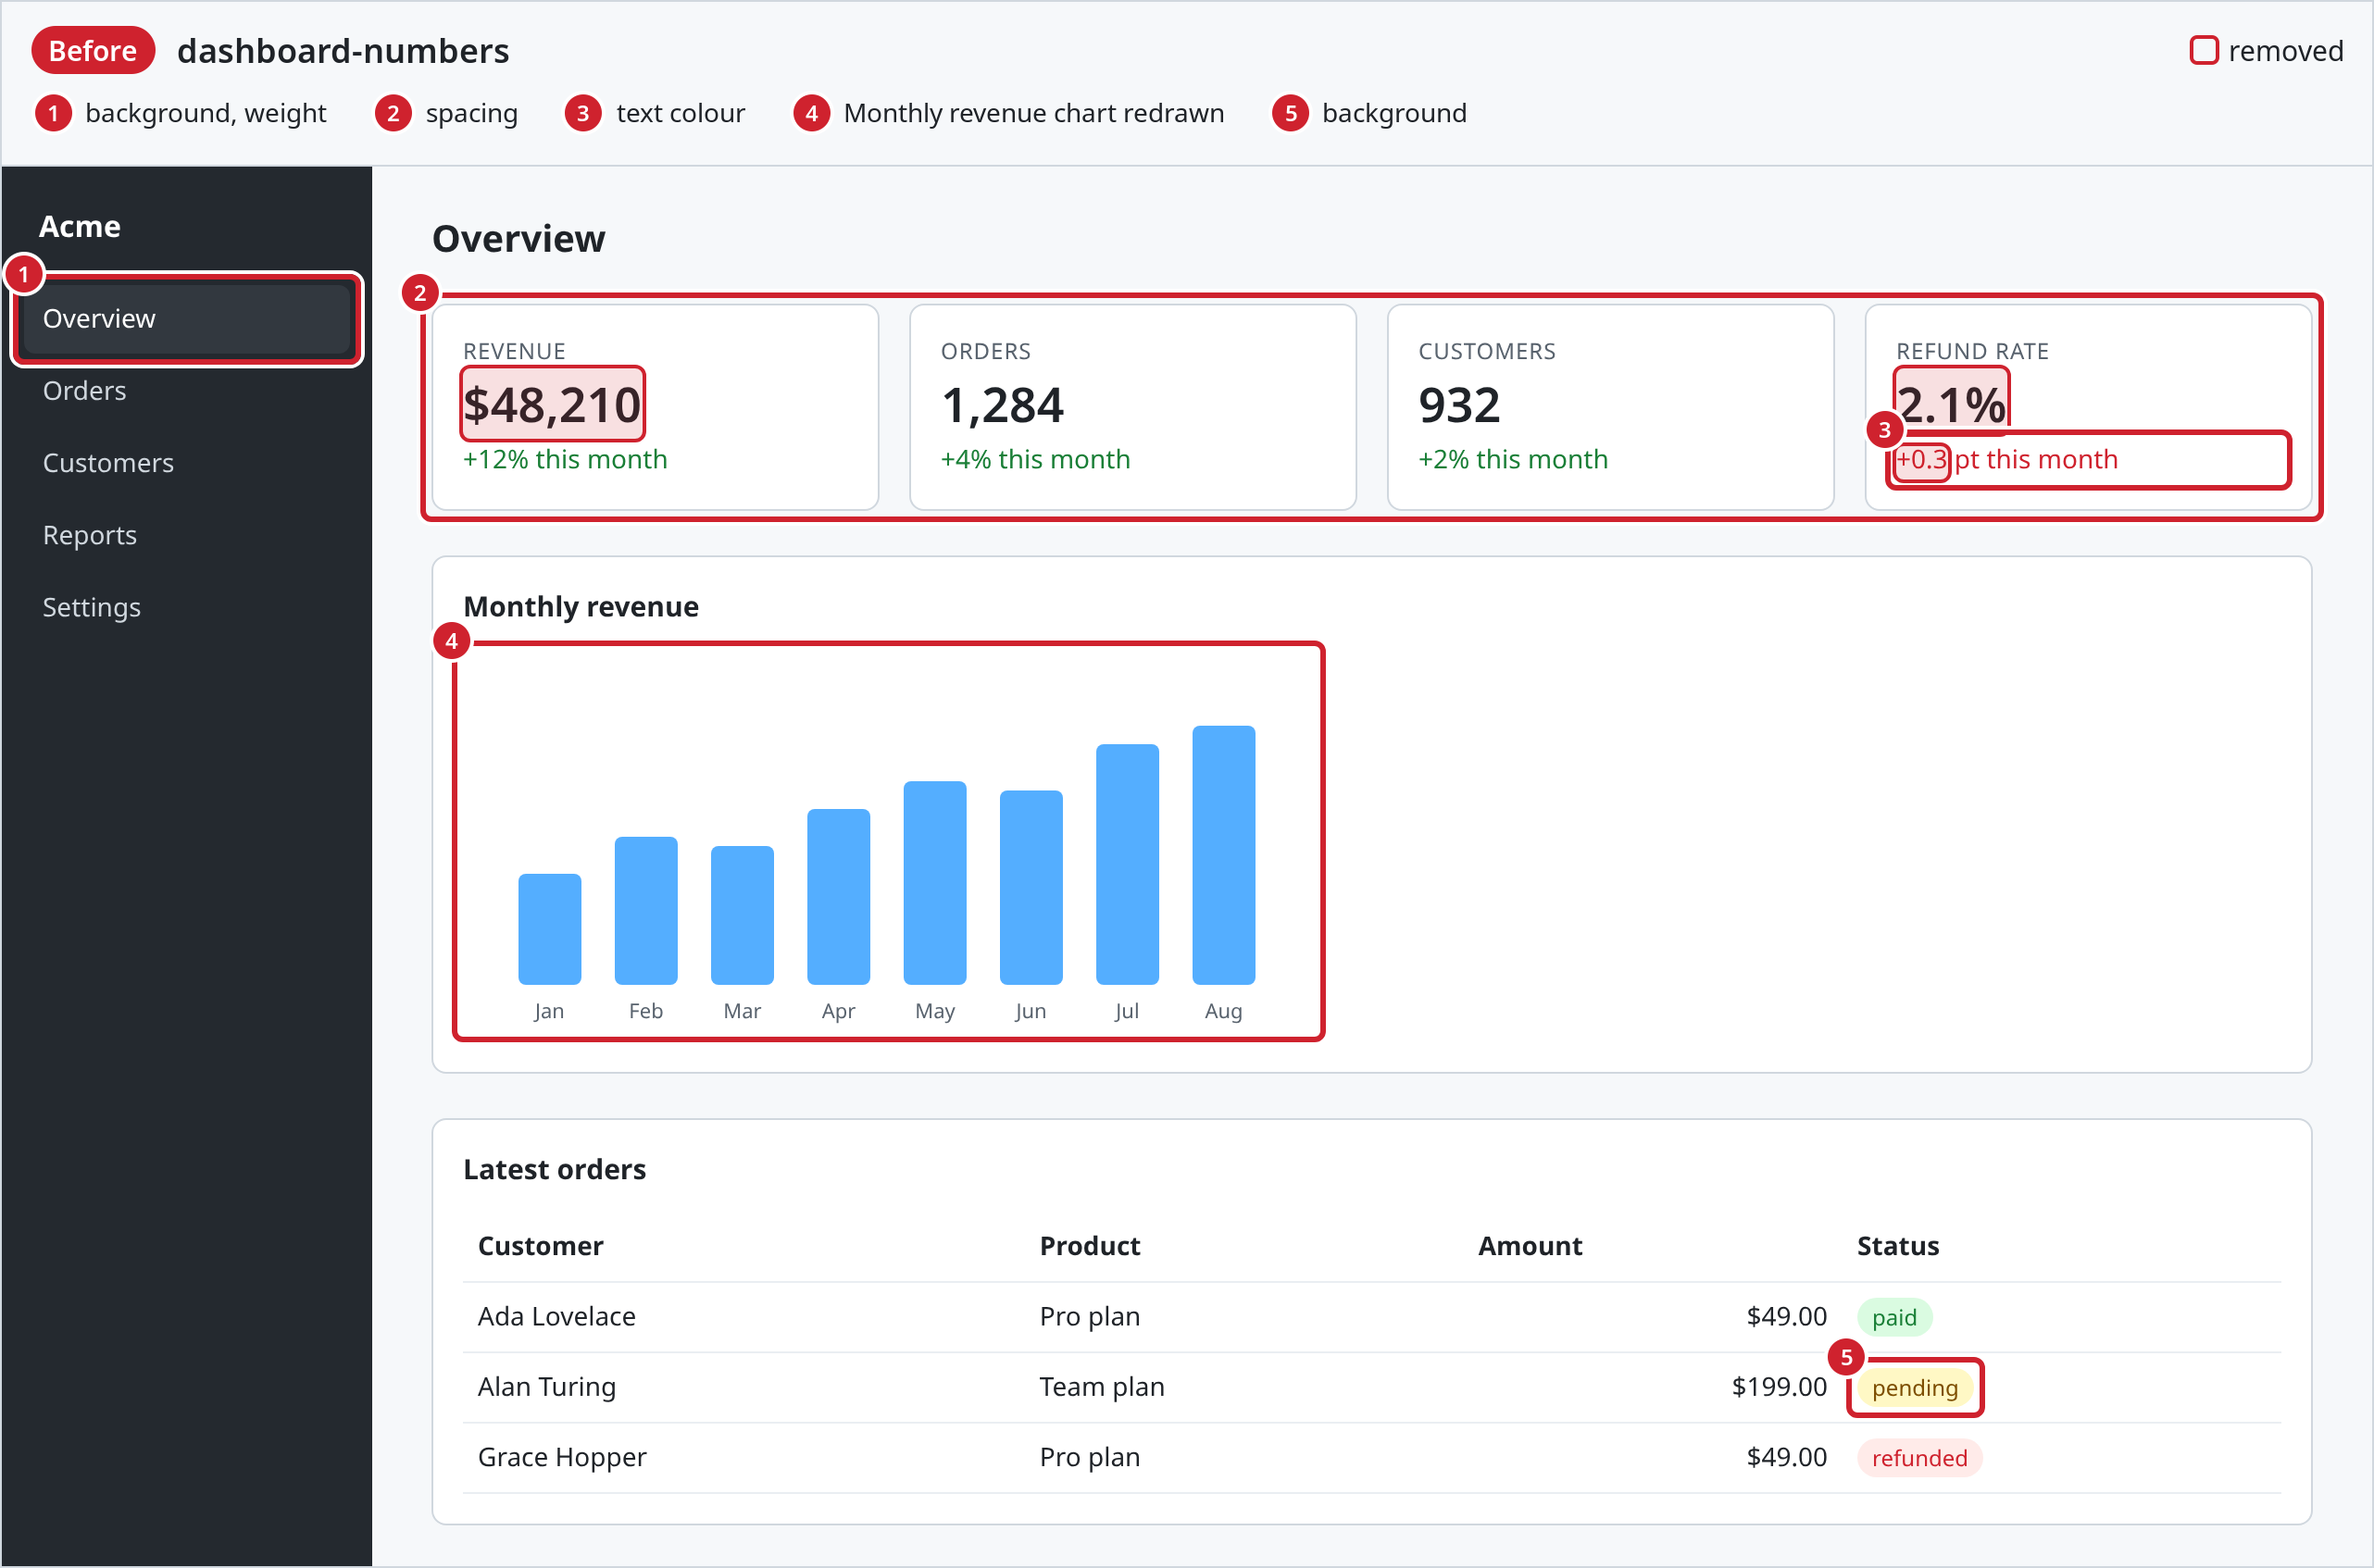 Before dashboard-numbers removed
1 background, weight 2 spacing 3 text colour 4 Monthly revenue chart redrawn 5 background
Acme
1
Overview
Orders
Customers
Reports
Settings
Overview
2
REVENUE
$48,210
+12% this month
ORDERS
1,284
+4% this month
CUSTOMERS
932
+2% this month
REFUND RATE
2.1%
3
+0.3 pt this month
Monthly revenue
4
Jan Feb Mar Apr May Jun Jul Aug
Latest orders
Customer Product Amount Status
Ada Lovelace Pro plan $49.00 paid
5
Alan Turing Team plan $199.00 pending
Grace Hopper Pro plan $49.00 refunded